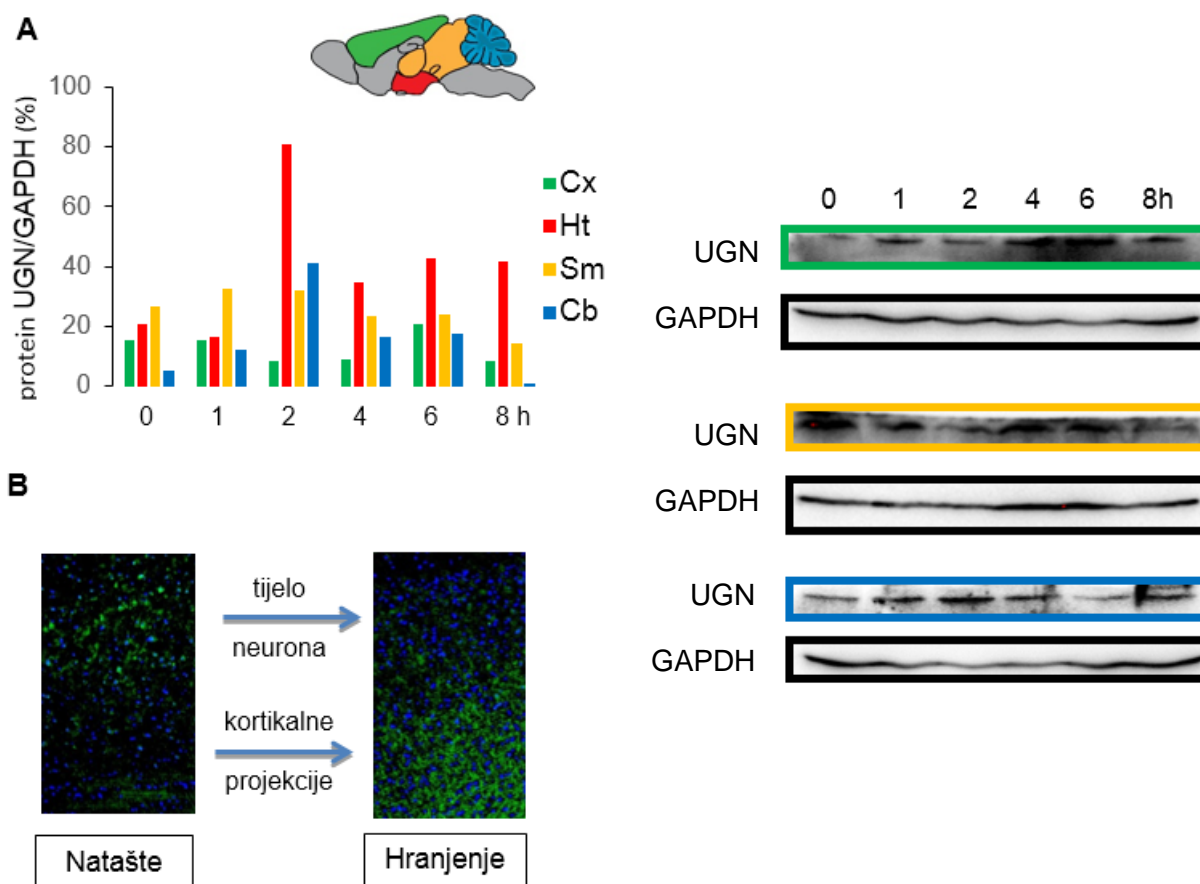 A
protein UGN/GAPDH (%)
100
80
60
40
20
0
0 1 2 4 6 8 h
Cx
Ht
Sm
Cb
0 1 2 4 6 8h
UGN
GAPDH
UGN
GAPDH
UGN
GAPDH
B
tijelo
neurona
kortikalne
projekcije
Natašte
Hranjenje